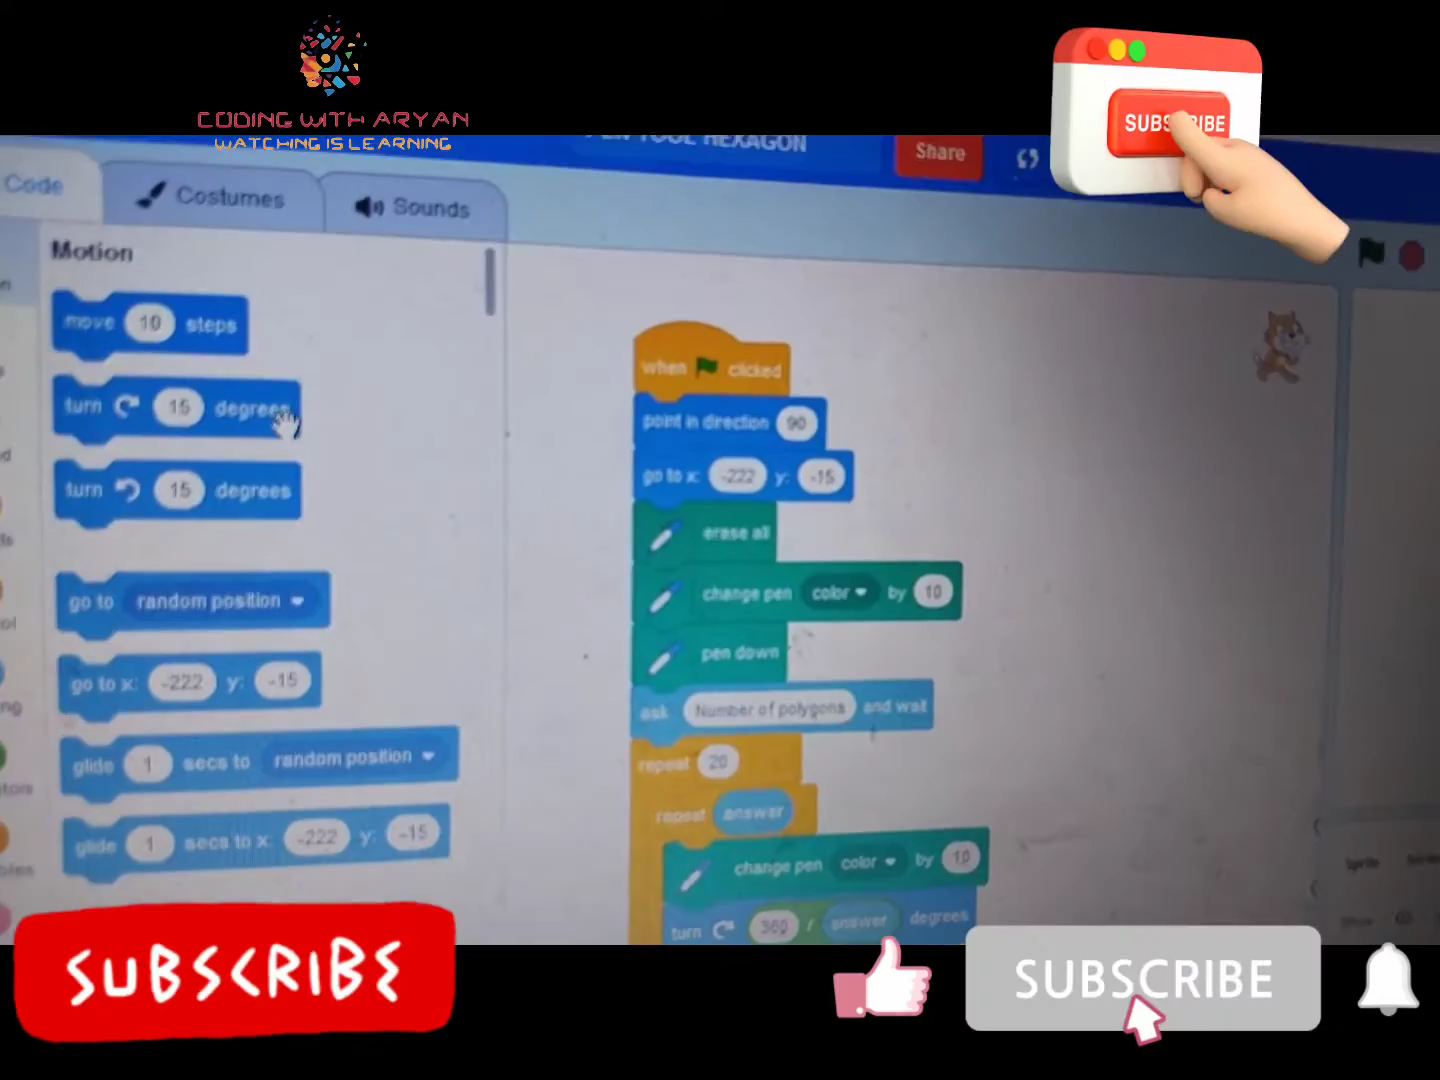 CODING WITH ARYAN
WATCHING IS LEARNING
SUBSCRIBE
TOOL HEXAGON
Share
Code
Costumes
Sounds
Motion
move 10 steps
turn 15 degrees
turn 15 degrees
go to random position
go to x: -222 y: -15
glide 1 secs to random position
glide 1 secs to x: -222 y: -15
when clicked
point in direction 90
go to x: -222 y: -15
erase all
change pen color by 10
pen down
ask Number of polygons and wait
repeat 20
repeat answer
change pen color by 10
turn 360 / answer degrees
Sprite
Show
SUBSCRIBE
SUBSCRIBE